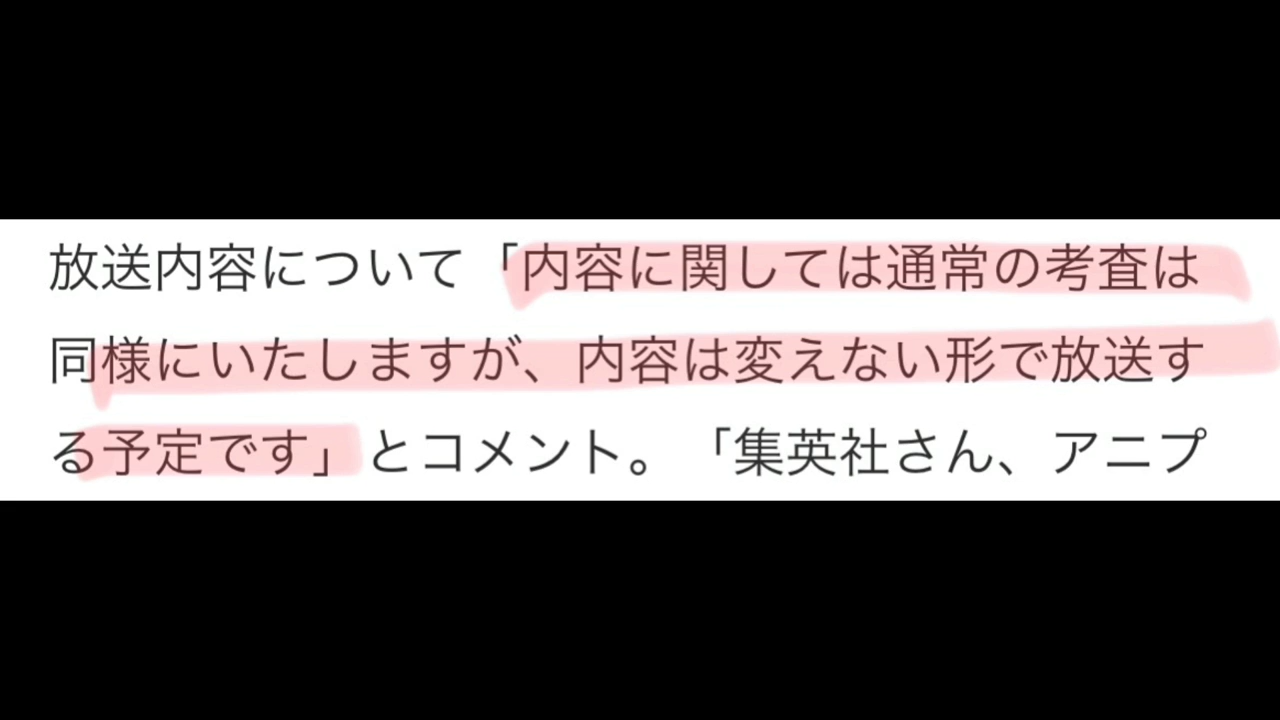 放送内容について「内容に関しては通常の考査は
同様にいたしますが、内容は変えない形で放送す
る予定です」とコメント。「集英社さん、アニプ